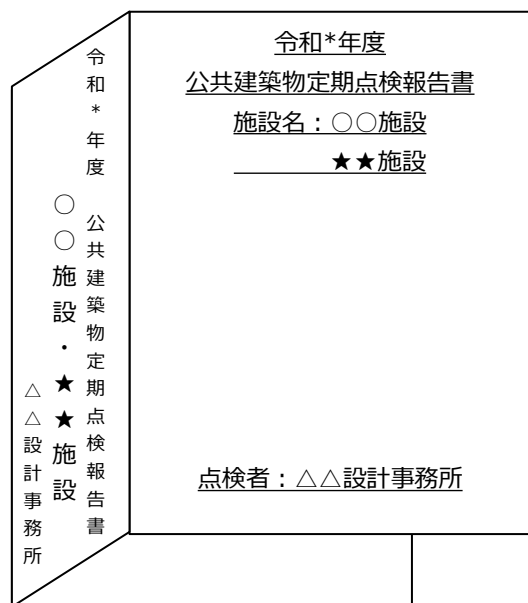 令和*年度
公共建築物定期点検報告書
施設名：○○施設
★★施設
点検者：△△設計事務所
令和*年度 公共建築物定期点検報告書
○○施設・★★施設
△△設計事務所